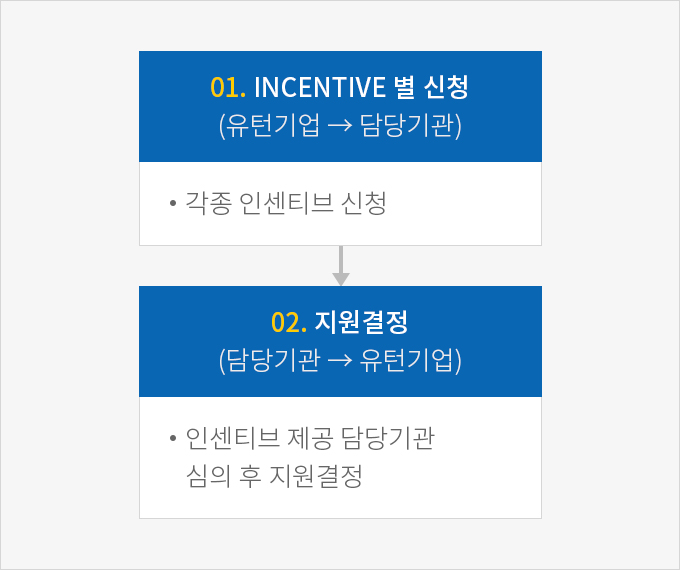 01. INCENTIVE 별 신청
(유턴기업 → 담당기관)
• 각종 인센티브 신청
02. 지원결정
(담당기관 → 유턴기업)
• 인센티브 제공 담당기관
심의 후 지원결정